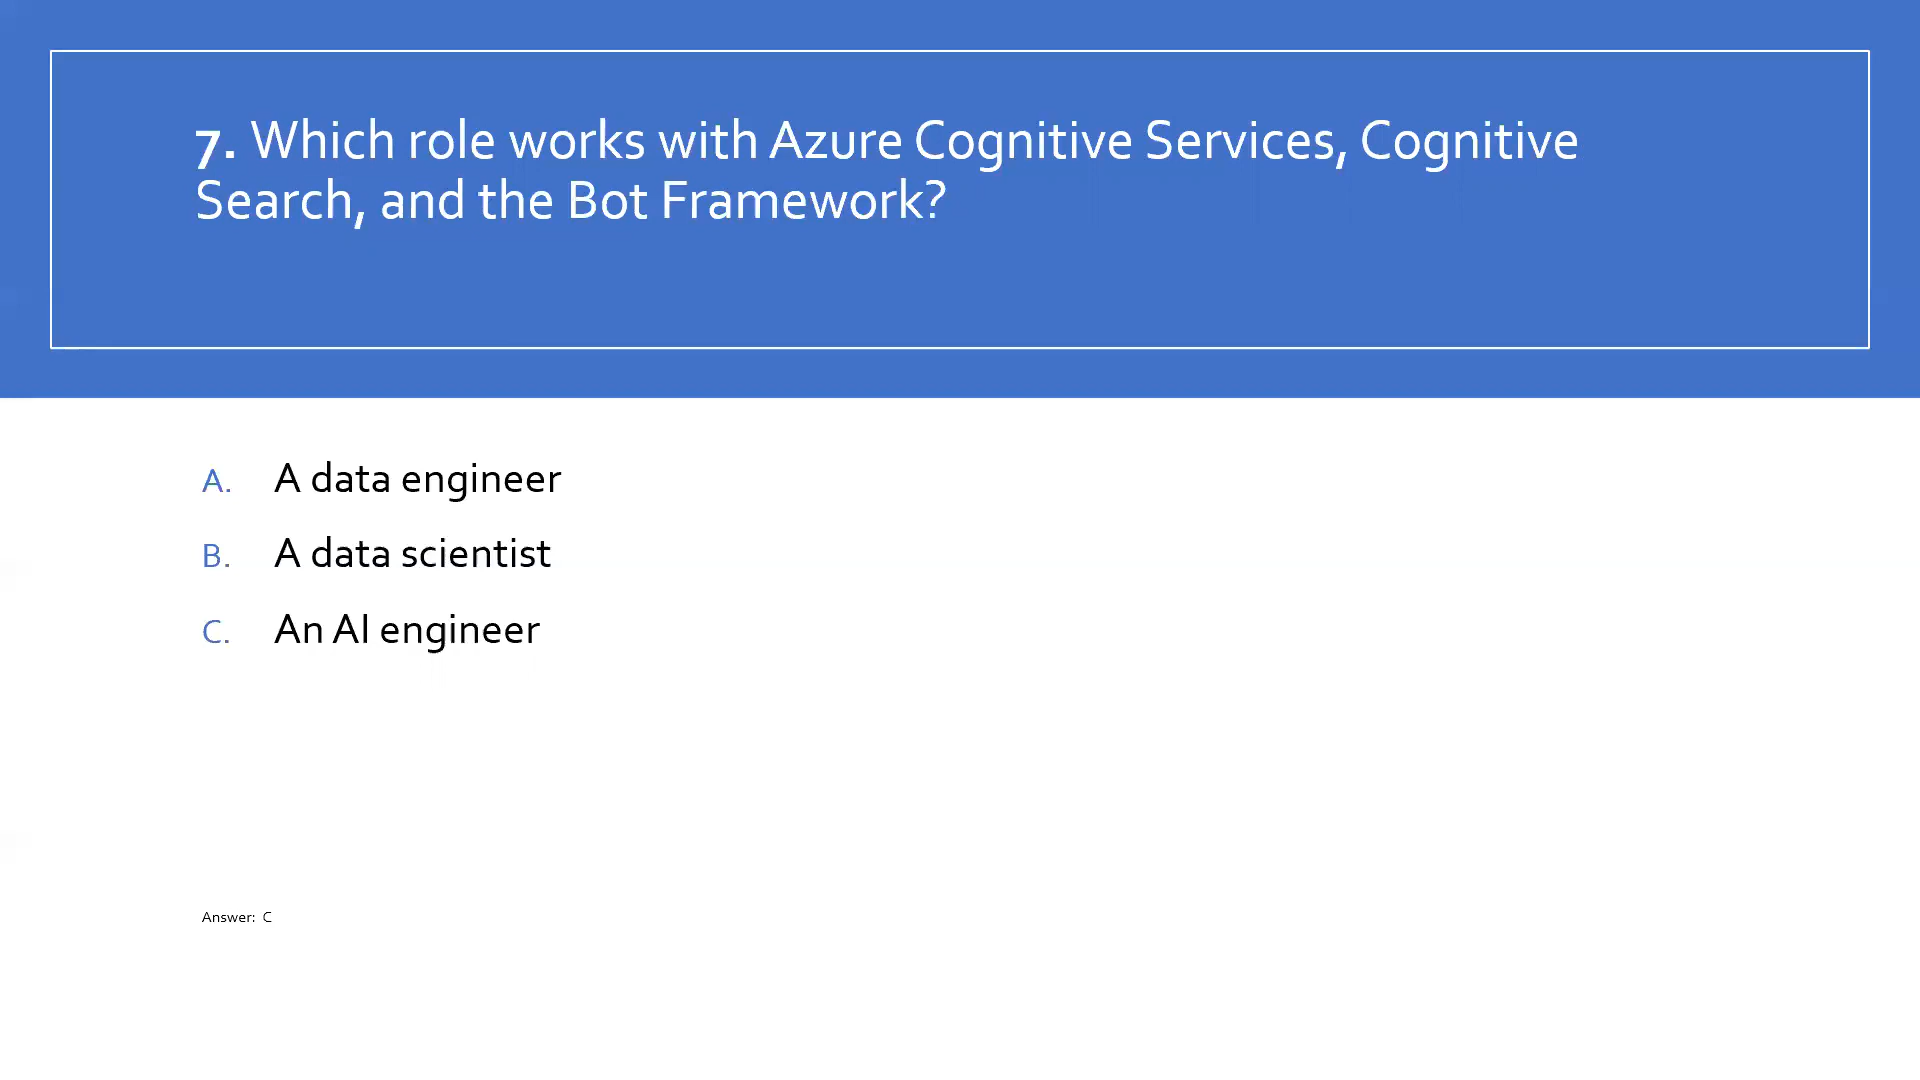 7. Which role works with Azure Cognitive Services, Cognitive
Search, and the Bot Framework?
A. A data engineer
B. A data scientist
C. An AI engineer
Answer: C